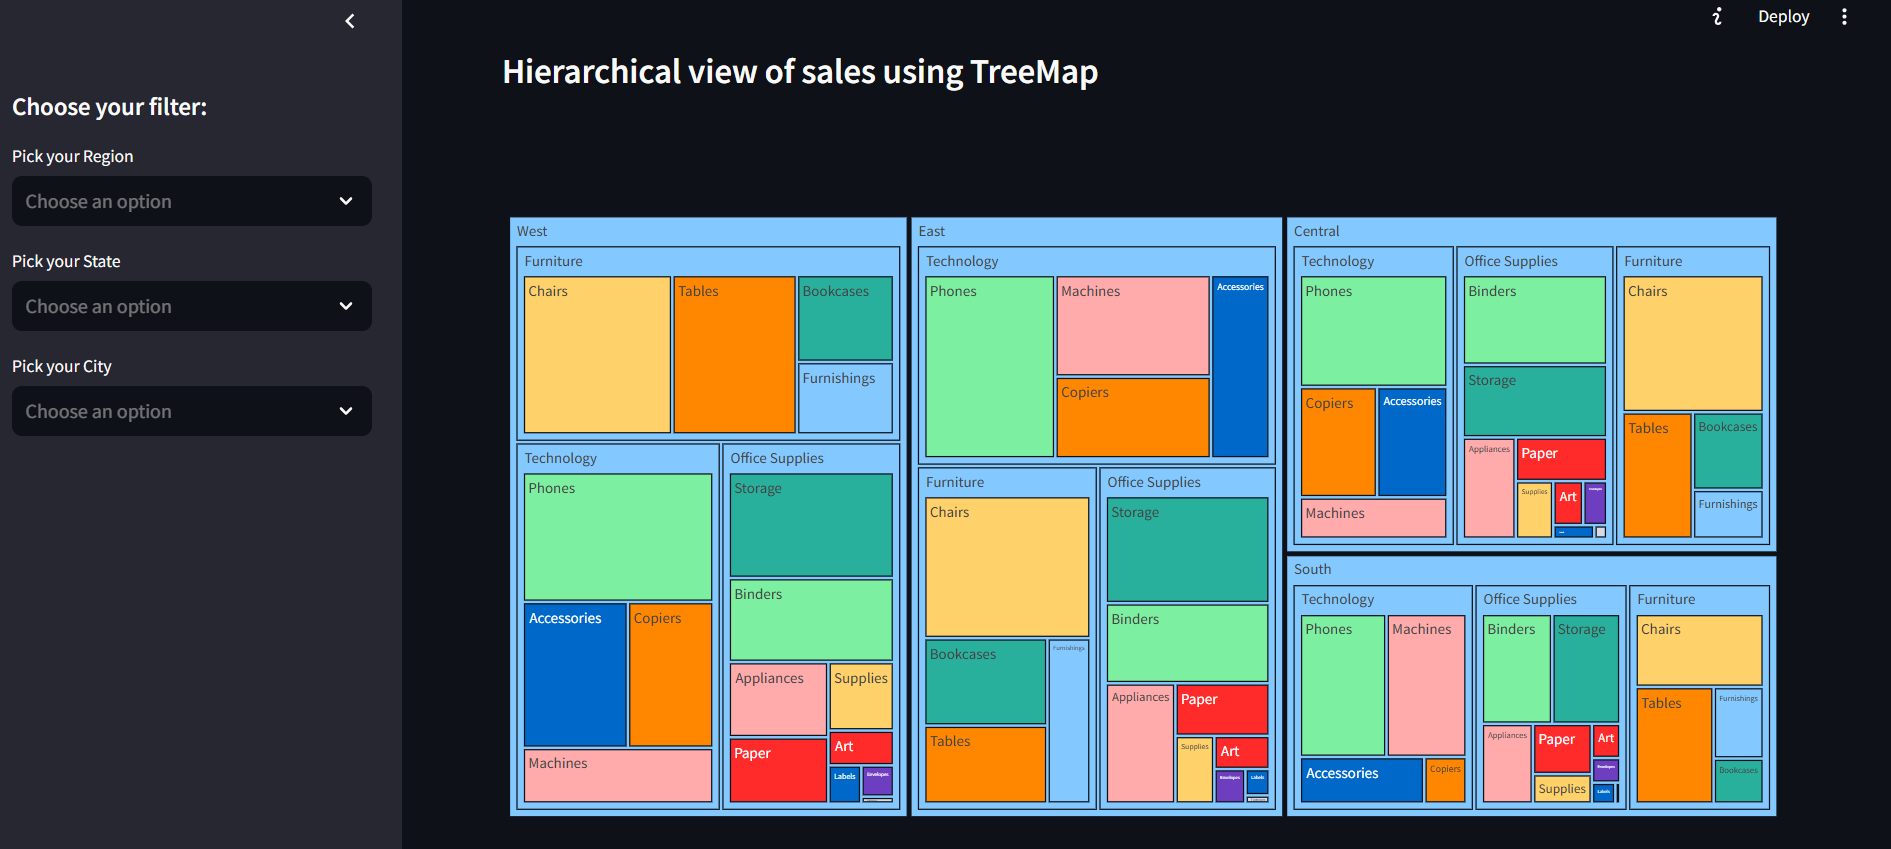 Deploy
Choose your filter:
Pick your Region
Choose an option
Pick your State
Choose an option
Pick your City
Choose an option
Hierarchical view of sales using TreeMap
West
Furniture
Chairs
Tables
Bookcases
Furnishings
Technology
Phones
Accessories
Copiers
Machines
Office Supplies
Storage
Binders
Appliances
Supplies
Paper
Art
Labels
Envelopes
East
Technology
Phones
Machines
Accessories
Copiers
Furniture
Chairs
Bookcases
Furnishings
Tables
Office Supplies
Storage
Binders
Appliances
Paper
Supplies
Art
Envelopes
Labels
Central
Technology
Phones
Copiers
Accessories
Machines
Office Supplies
Binders
Storage
Appliances
Paper
Supplies
Art
Furniture
Chairs
Tables
Bookcases
Furnishings
South
Technology
Phones
Machines
Accessories
Copiers
Office Supplies
Binders
Storage
Appliances
Paper
Art
Envelopes
Supplies
Labels
Furniture
Chairs
Tables
Furnishings
Bookcases